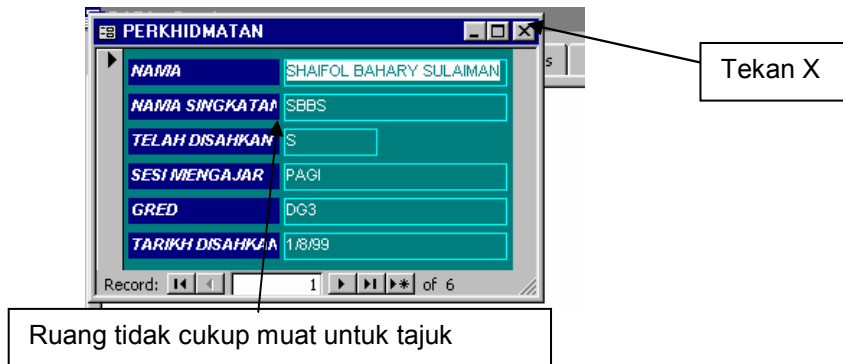 PERKHIDMATAN
s
Tekan X
NAMA SHAIFOL BAHARY SULAIMAN
NAMA SINGKATAN SBBS
TELAH DISAHKAN S
SESI MENGAJAR PAGI
GRED DG3
TARIKH DISAHKAN 1/8/99
Record: 1 of 6
Ruang tidak cukup muat untuk tajuk